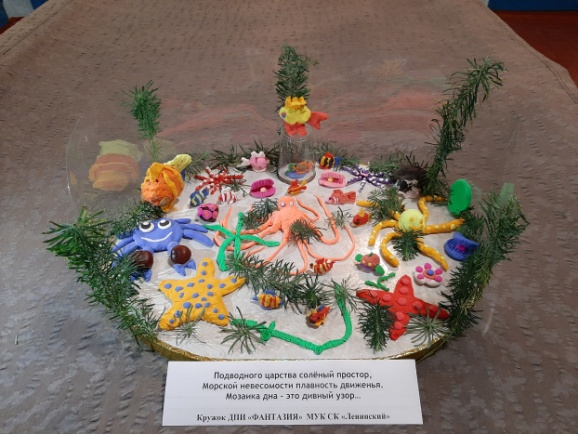 Подводного царства солёный простор,
Морской невесомости плавность движенья.
Мозаика дна - это дивный узор...
Кружок ДПИ «ФАНТАЗИЯ» МУК СК «Левинский»